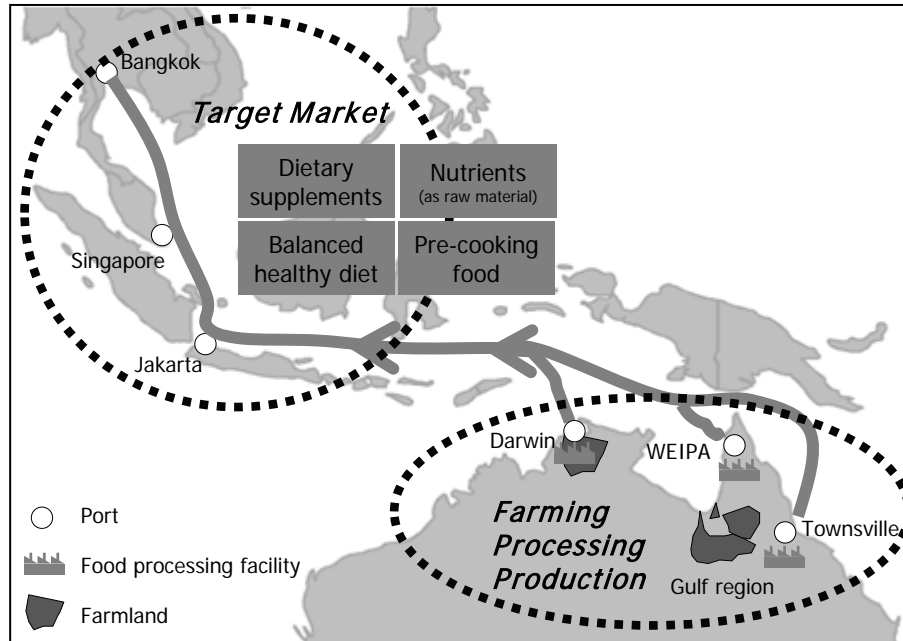 Bangkok
Target Market
Dietary
supplements
Nutrients
(as raw material)
Balanced
healthy diet
Pre-cooking
food
Singapore
Jakarta
Darwin
WEIPA
Townsville
Farming
Processing
Production
Gulf region
Port
Food processing facility
Farmland